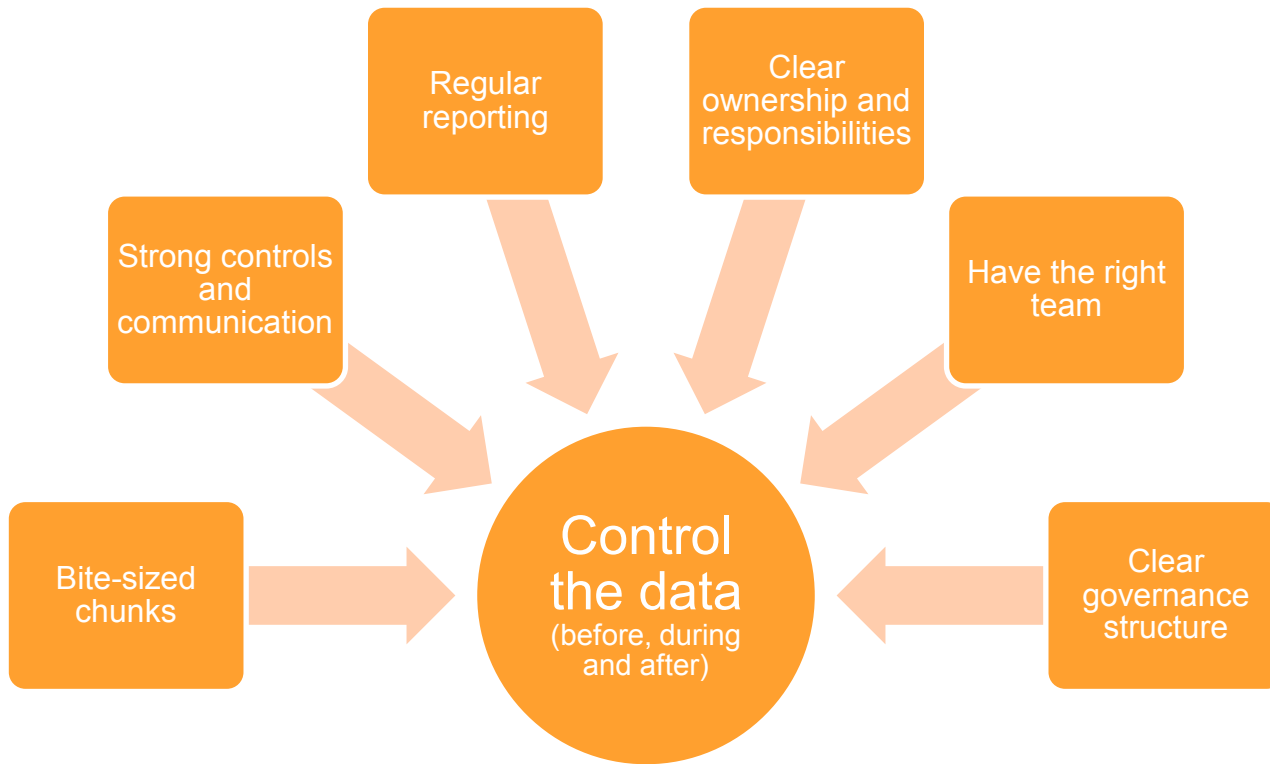 Regular
reporting
Clear
ownership and
responsibilities
Strong controls
and
communication
Have the right
team
Bite-sized
chunks
Control
the data
(before, during
and after)
Clear
governance
structure